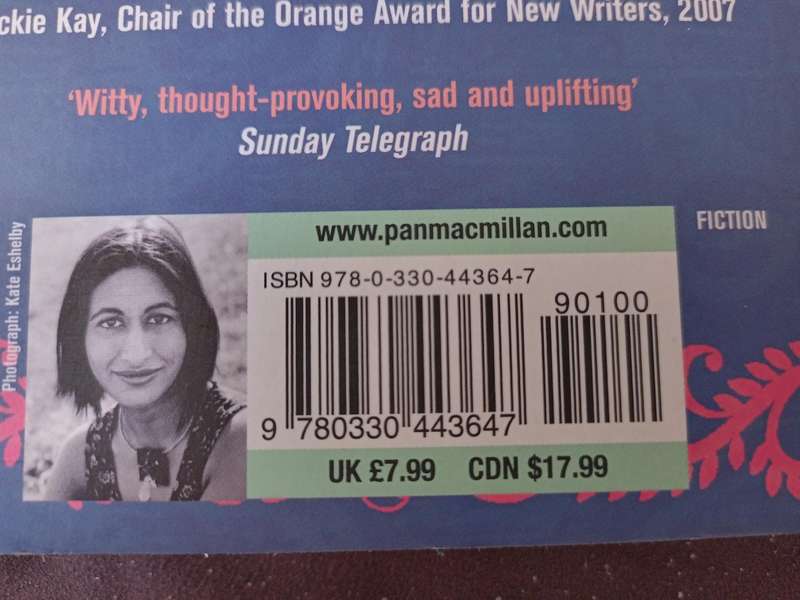 ckie Kay, Chair of the Orange Award for New Writers, 2007
'Witty, thought-provoking, sad and uplifting'
Sunday Telegraph
Photograph: Kate Eshelby
www.panmacmillan.com
FICTION
ISBN 978-0-330-44364-7
90100
9 780330 443647
UK £7.99 CDN $17.99